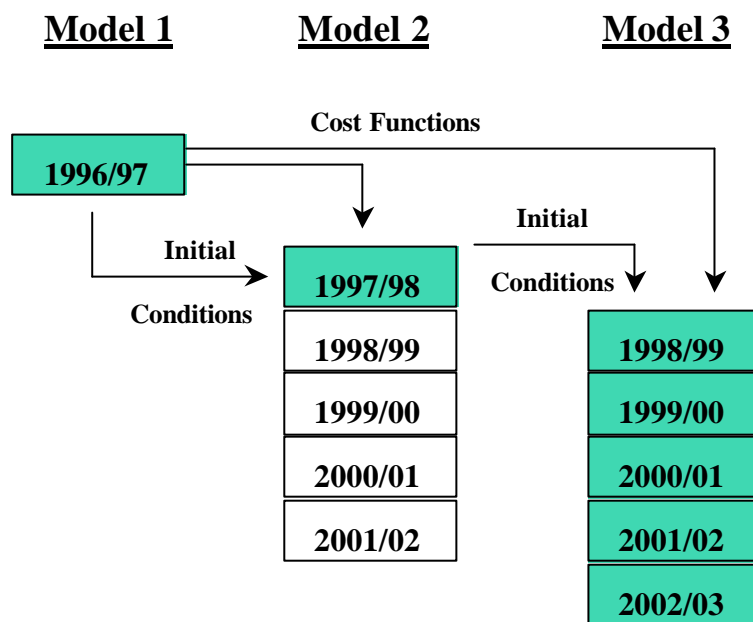 Model 1
Model 2
Model 3
Cost Functions
1996/97
Initial
Conditions
Initial
Conditions
1997/98
1998/99
1999/00
2000/01
2001/02
1998/99
1999/00
2000/01
2001/02
2002/03